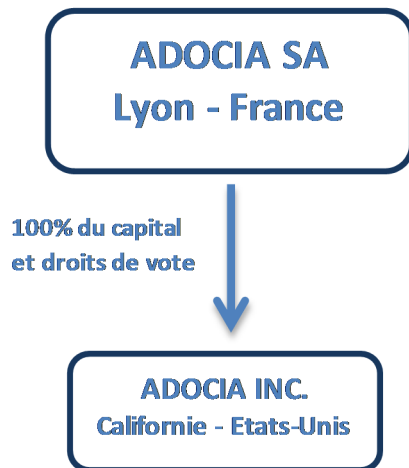 ADOCIA SA
Lyon - France
100% du capital
et droits de vote
ADOCIA INC.
Californie - Etats-Unis